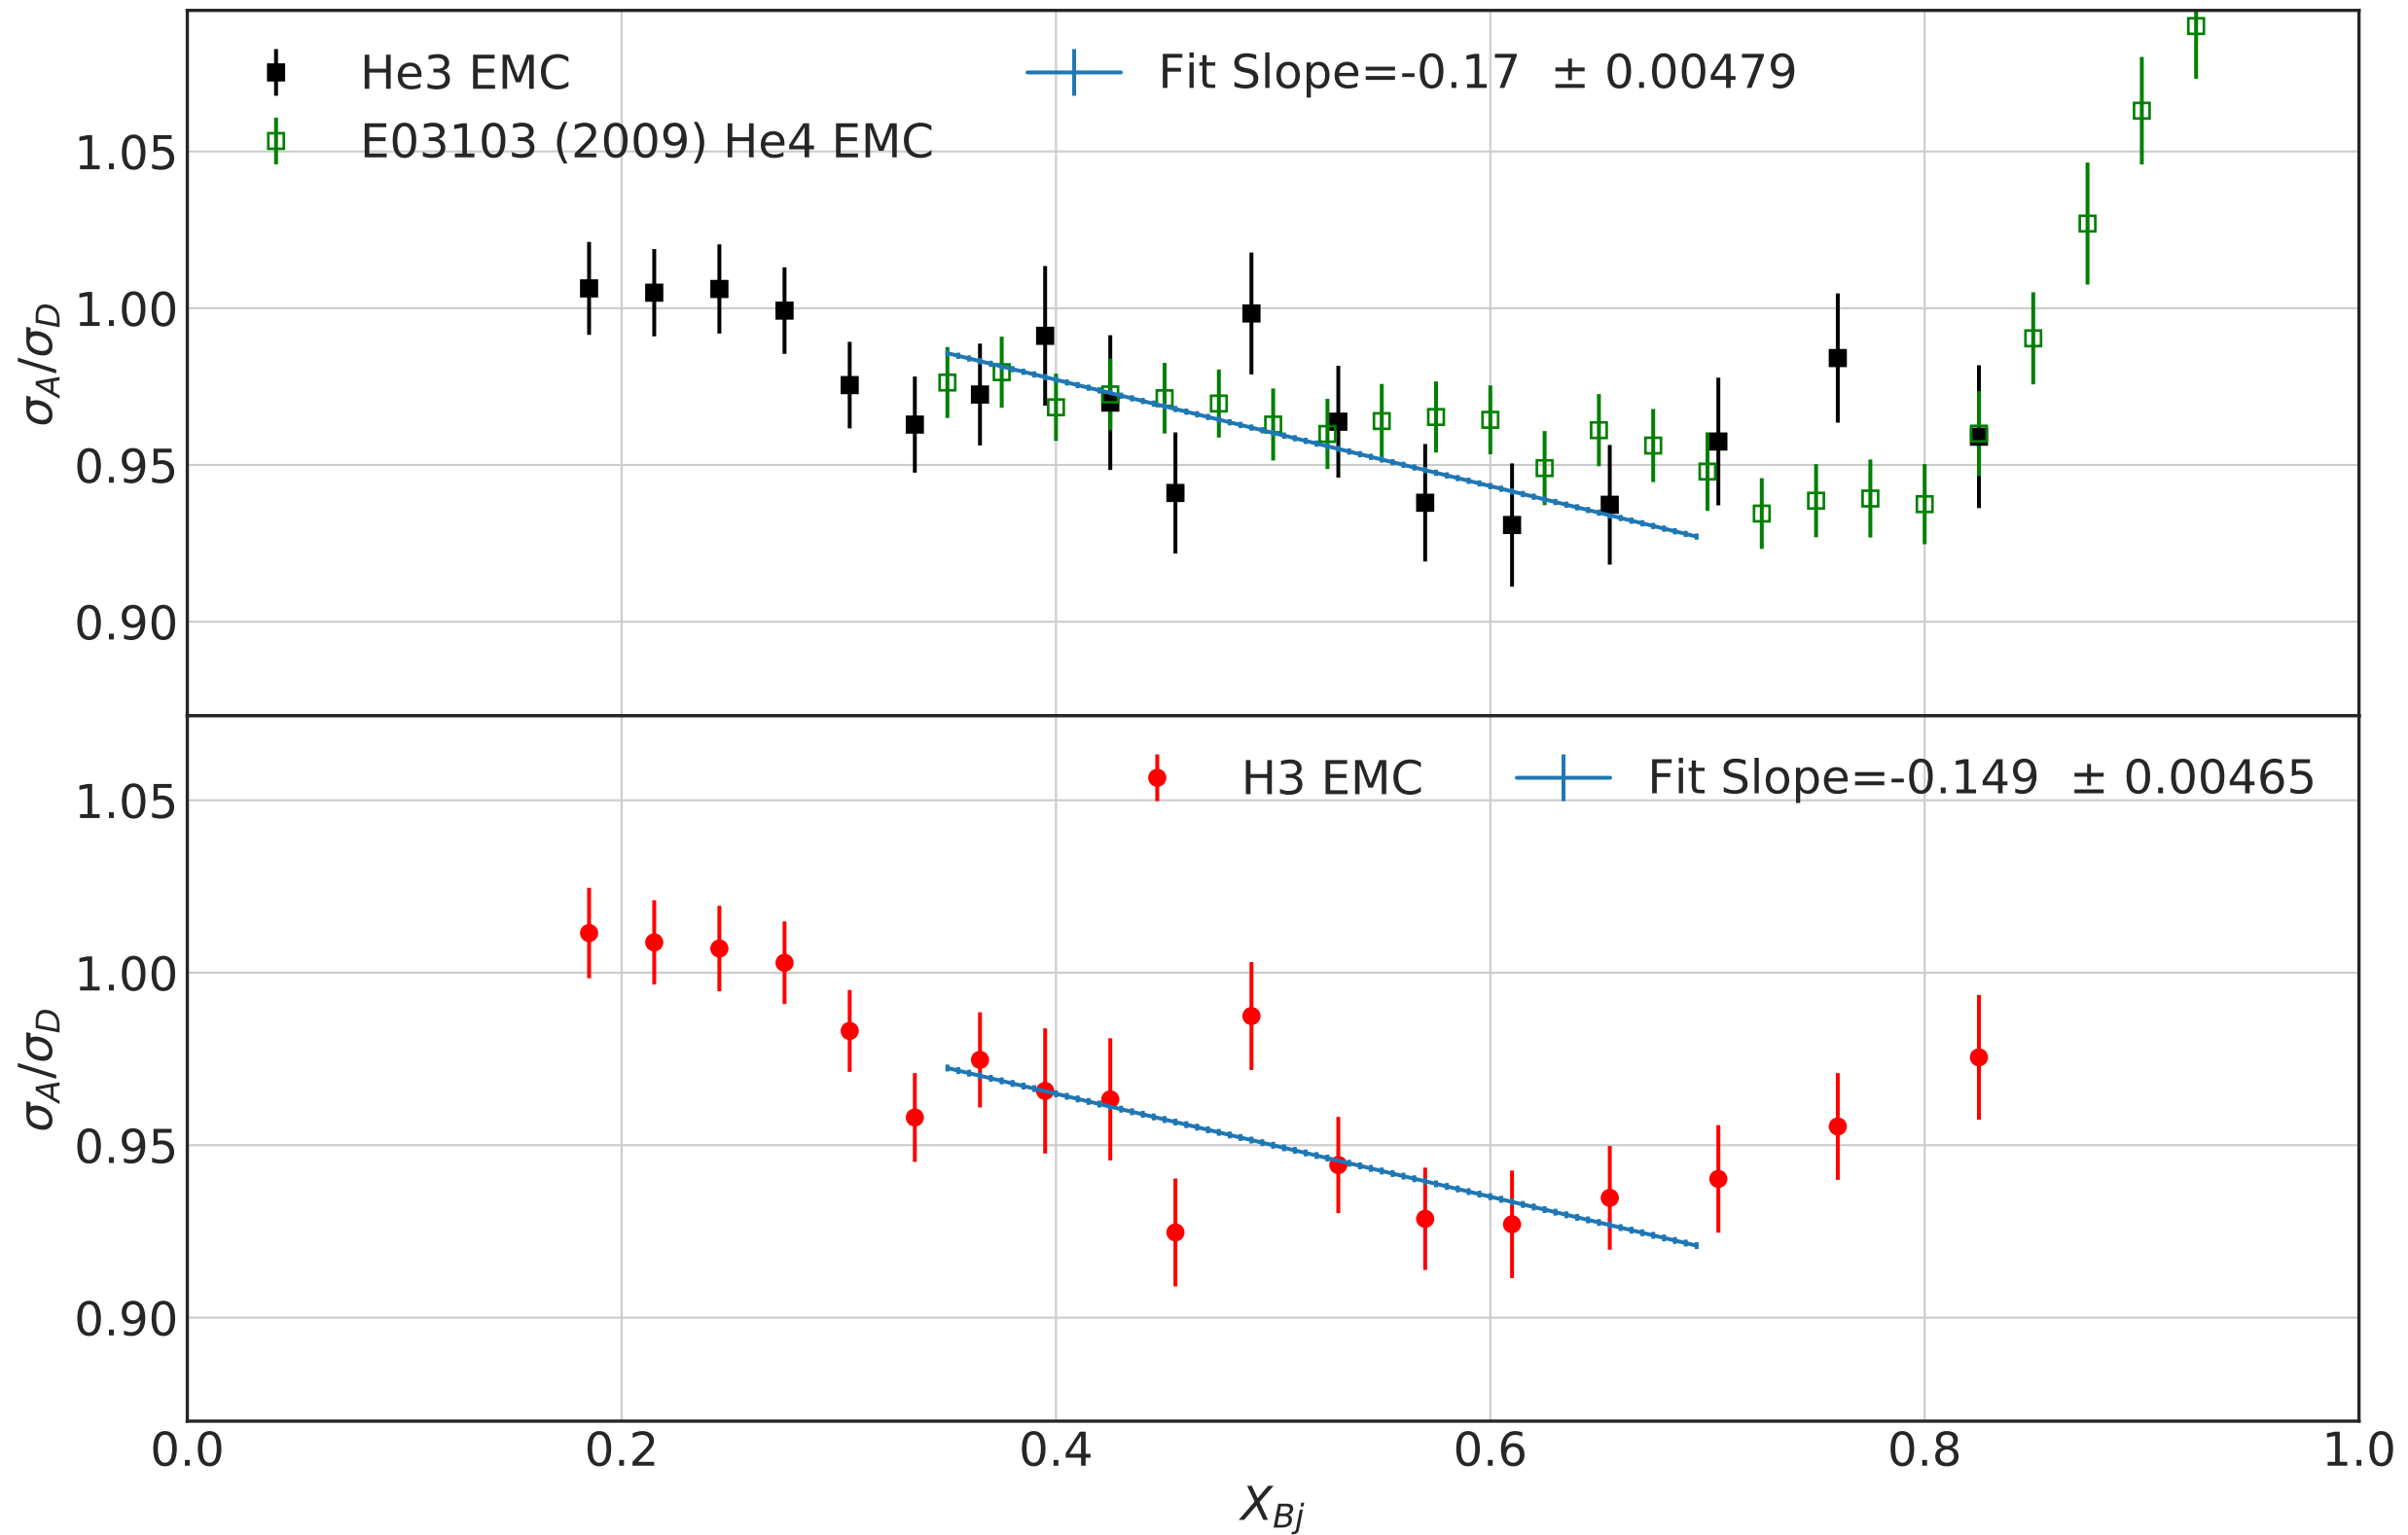 He3 EMC
E03103 (2009) He4 EMC
Fit Slope=-0.17 ± 0.00479
1.05
1.00
0.95
0.90
σA/σD
H3 EMC
Fit Slope=-0.149 ± 0.00465
1.05
1.00
0.95
0.90
σA/σD
0.0 0.2 0.4 0.6 0.8 1.0
XBj